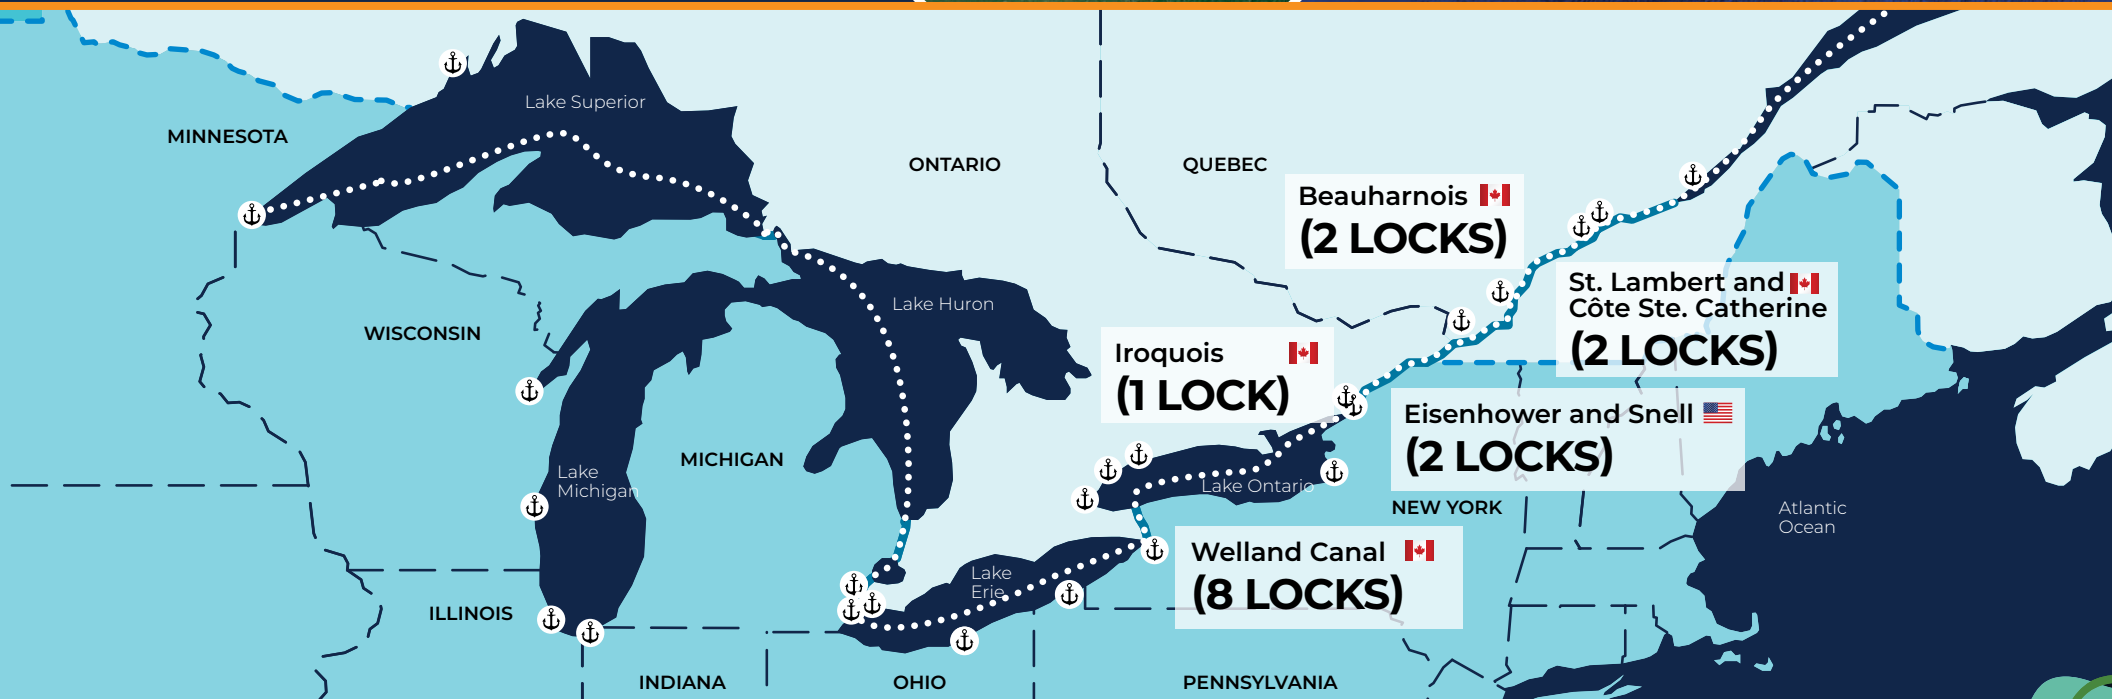 Lake Superior
MINNESOTA
ONTARIO
QUEBEC
Beauharnois
(2 LOCKS)
St. Lambert and
Côte Ste. Catherine
(2 LOCKS)
Lake Huron
WISCONSIN
Iroquois
(1 LOCK)
Eisenhower and Snell
(2 LOCKS)
MICHIGAN
Lake
Michigan
Lake Ontario
NEW YORK
Atlantic
Ocean
Welland Canal
(8 LOCKS)
Lake
Erie
ILLINOIS
INDIANA
OHIO
PENNSYLVANIA